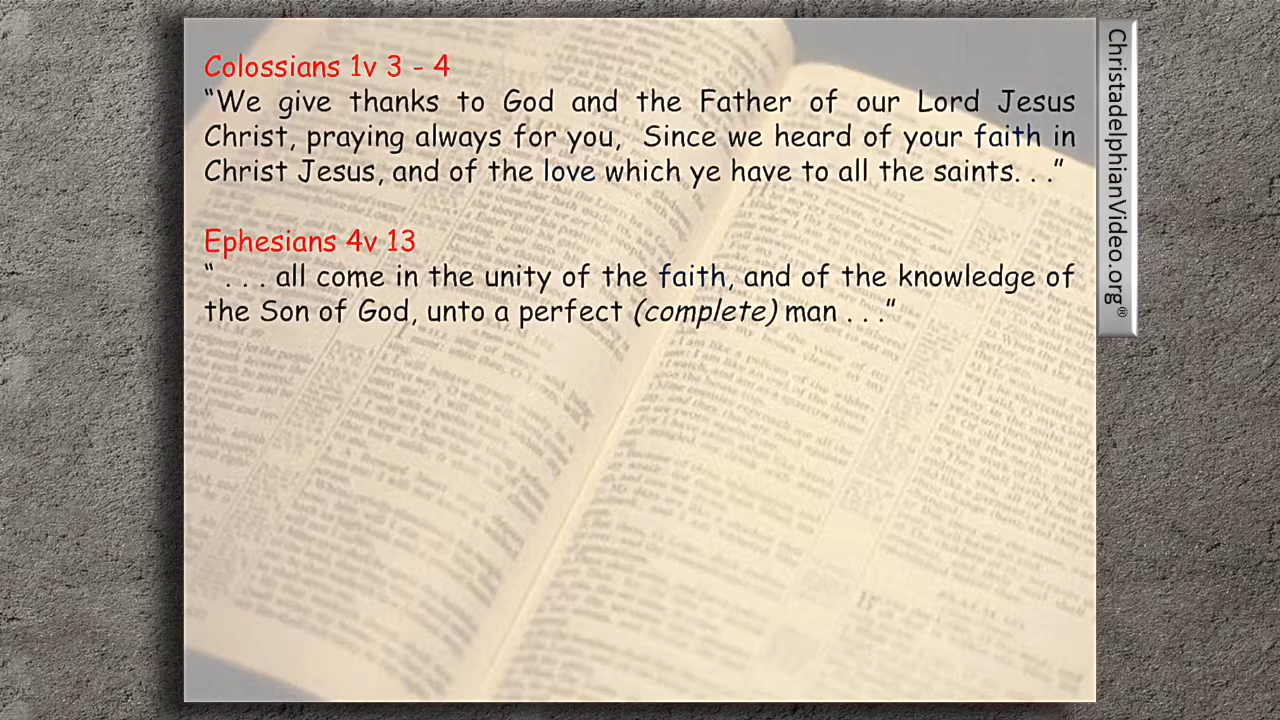 Colossians 1v 3 - 4
“We give thanks to God and the Father of our Lord Jesus
Christ, praying always for you,  Since we heard of your faith in
Christ Jesus, and of the love which ye have to all the saints. . .”
Ephesians 4v 13
“ . . . all come in the unity of the faith, and of the knowledge of
the Son of God, unto a perfect (complete) man . . .”
ChristadelphianVideo.org®